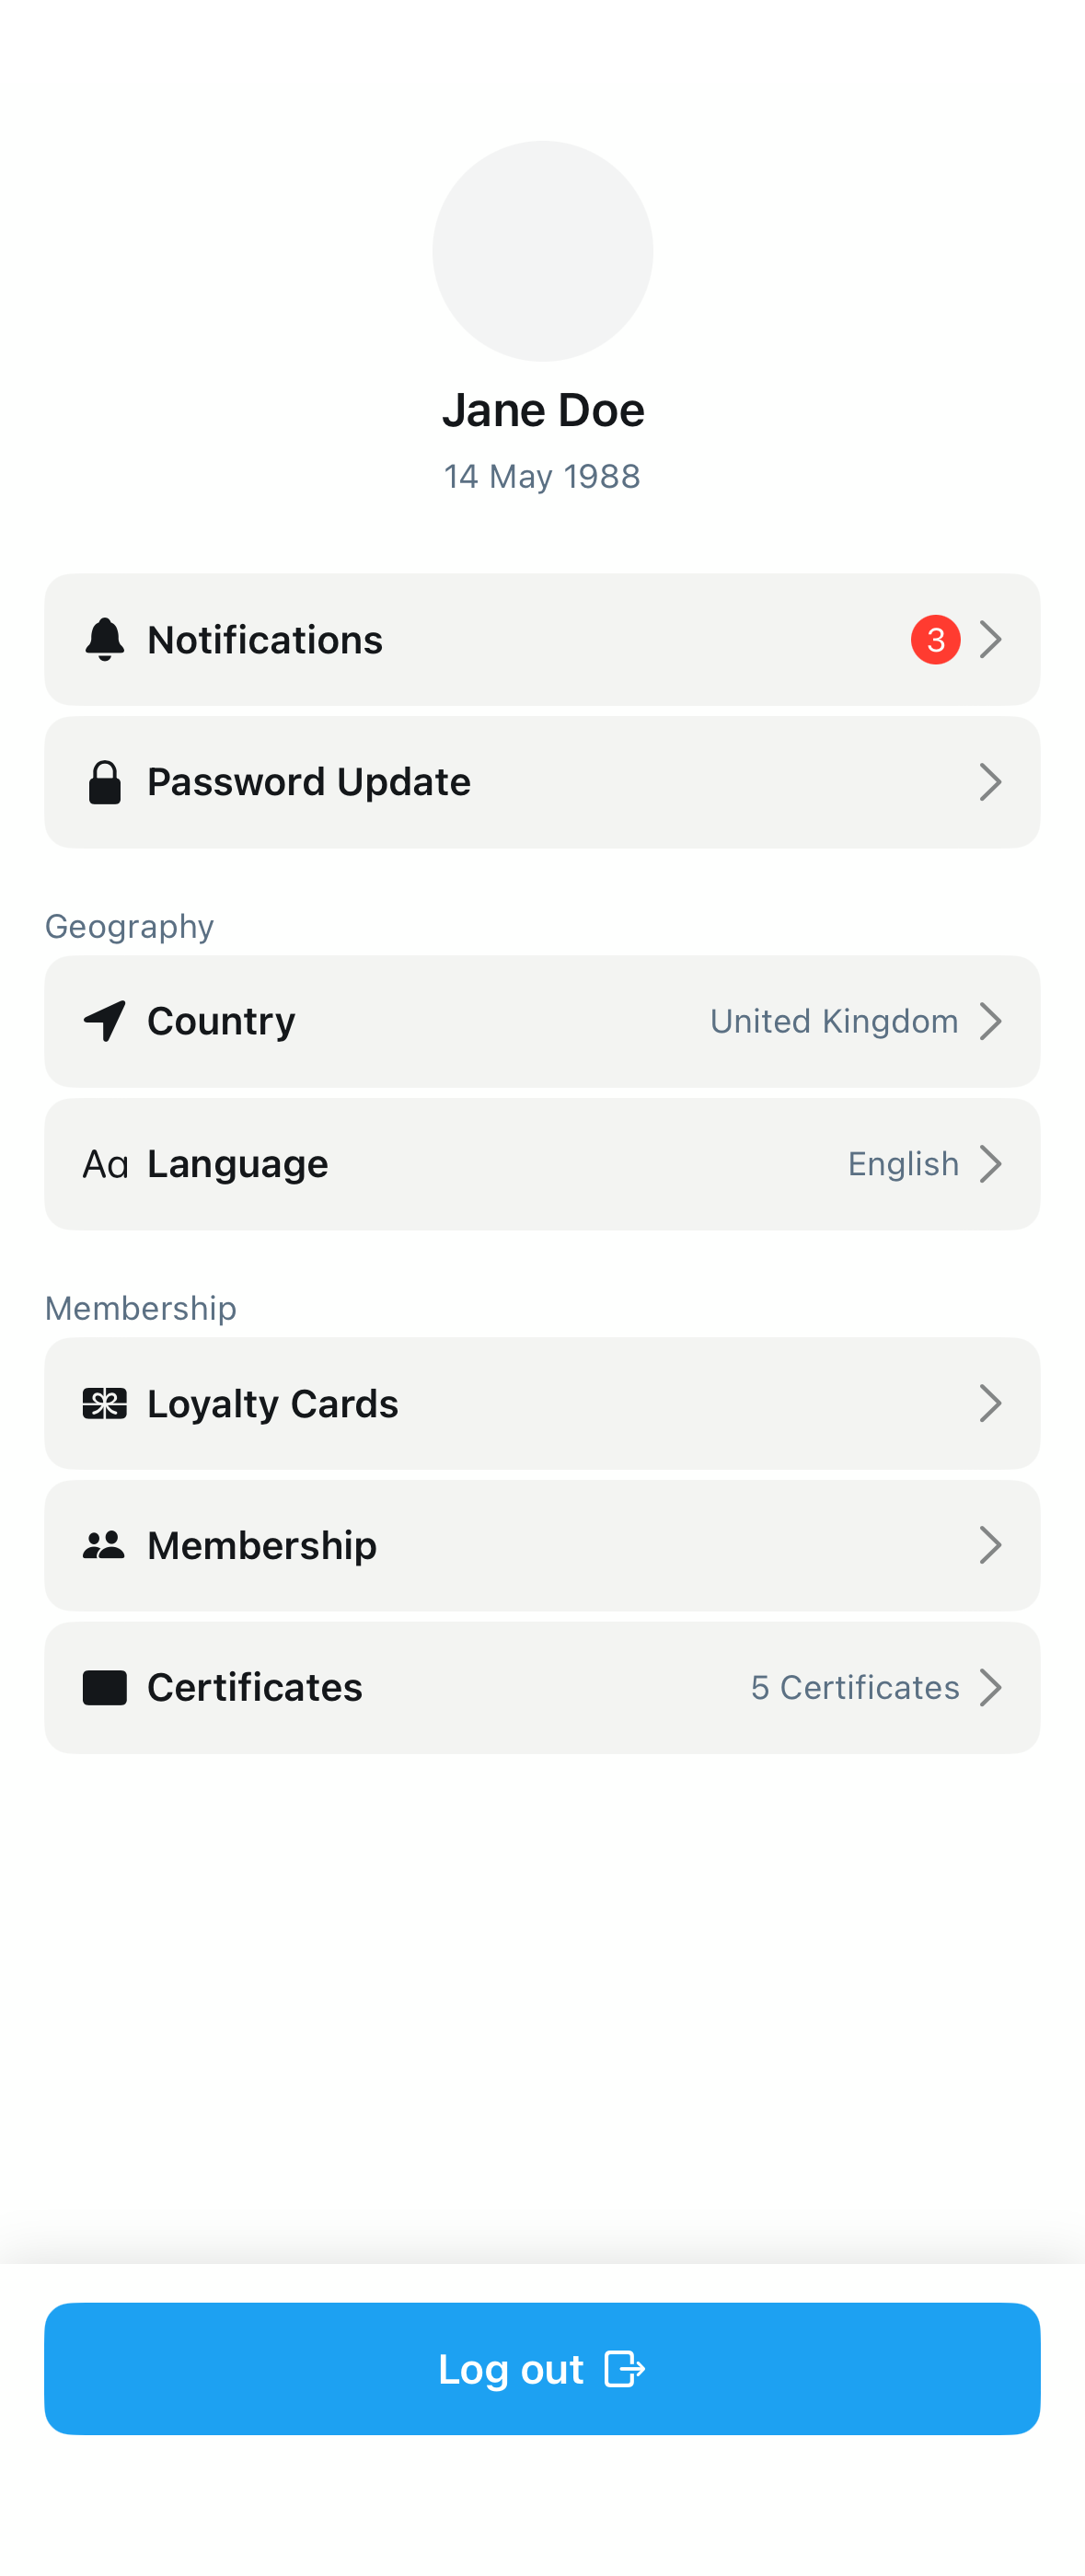 Jane Doe
14 May 1988
Notifications 3
Password Update
Geography
Country United Kingdom
Aa Language English
Membership
Loyalty Cards
Membership
Certificates 5 Certificates
Log out